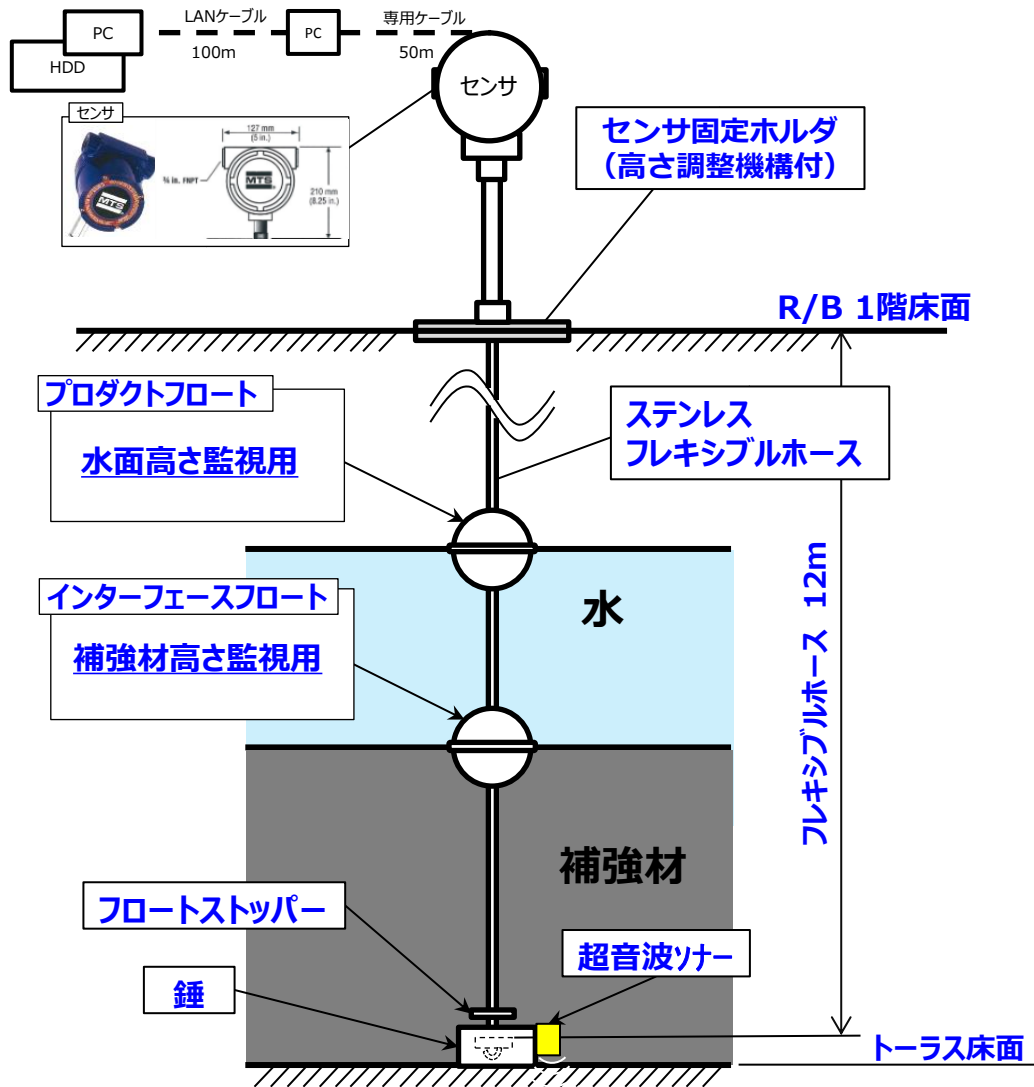 LANケーブル
専用ケーブル
PC
PC
100m
50m
HDD
センサ
センサ
127 mm
(5 in.)
¾ in. FNPT
MTS
MTS
210 mm
(8.25 in.)
センサ固定ホルダ
（高さ調整機構付）
R/B 1階床面
プロダクトフロート
水面高さ監視用
ステンレス
フレキシブルホース
インターフェースフロート
補強材高さ監視用
水
フレキシブルホース 12m
補強材
フロートストッパー
超音波ソナー
錘
トーラス床面